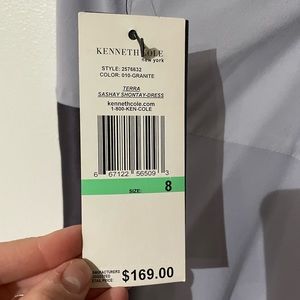 KENNETH COLE
new york
STYLE: 2576632
COLOR: 010-GRANITE
TERRA
SASHAY SHONTAY-DRESS
kennethcole.com
1-800-KEN-COLE
6 67122 56509 3
SIZE: 8
MANUFACTURERS
SUGGESTED
RETAIL PRICE $169.00